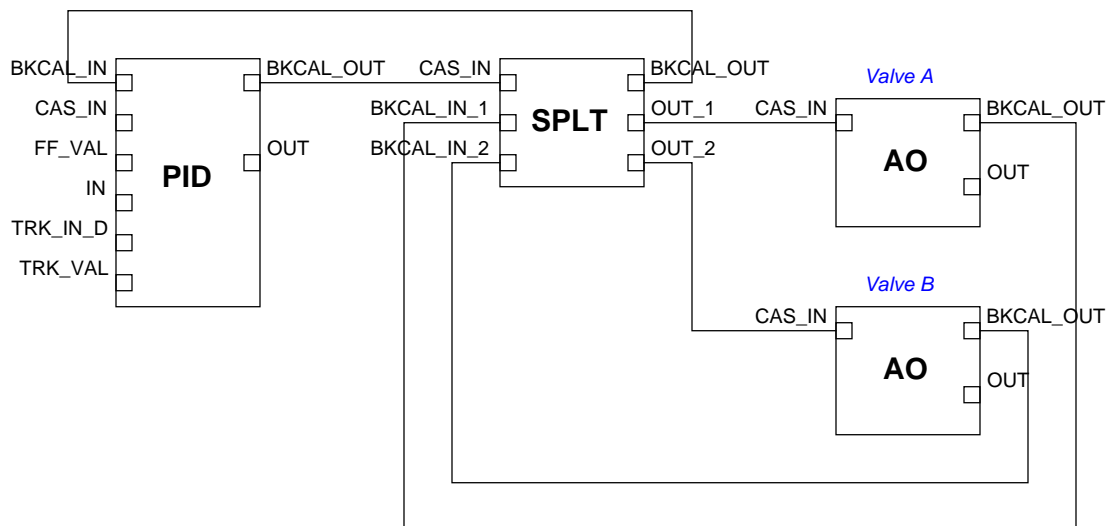 BKCAL_IN
CAS_IN
FF_VAL
IN
TRK_IN_D
TRK_VAL
PID
BKCAL_OUT
OUT
CAS_IN
BKCAL_IN_1
BKCAL_IN_2
SPLT
BKCAL_OUT
OUT_1
OUT_2
Valve A
CAS_IN
AO
BKCAL_OUT
OUT
Valve B
CAS_IN
AO
BKCAL_OUT
OUT